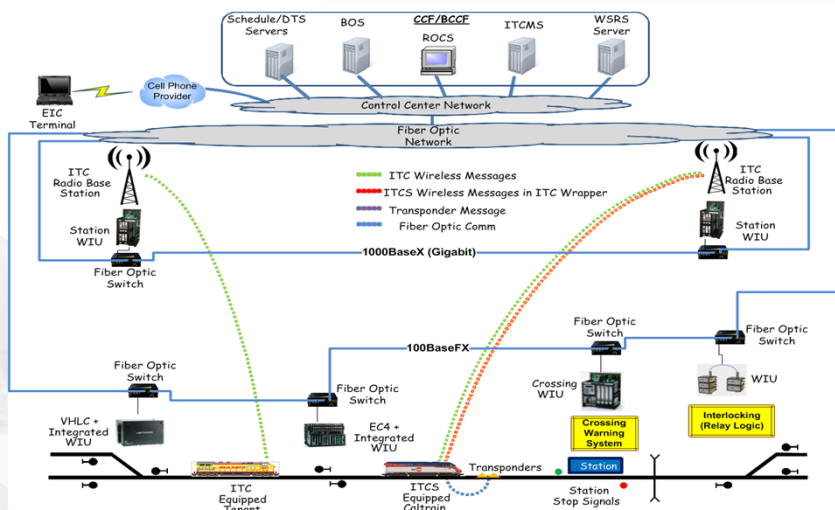 Schedule/DTS
Servers
BOS
CCF/BCCF
ROCS
ITCMS
WSRS
Server
EIC
Terminal
Cell Phone
Provider
Control Center Network
Fiber Optic
Network
ITC
Radio Base
Station
ITC
Radio Base
Station
ITC Wireless Messages
ITCS Wireless Messages in ITC Wrapper
Transponder Message
Fiber Optic Comm
Station
WIU
Station
WIU
1000BaseX (Gigabit)
Fiber Optic
Switch
Fiber Optic
Switch
Fiber Optic
Switch
100BaseFX
Fiber Optic
Switch
Fiber Optic
Switch
VHLC +
Integrated
WIU
EC4 +
Integrated
WIU
Crossing
WIU
WIU
Crossing
Warning
System
Interlocking
(Relay Logic)
Transponders
Station
ITC
Equipped
Tenant
ITCS
Equipped
Caltrain
Station
Stop Signals